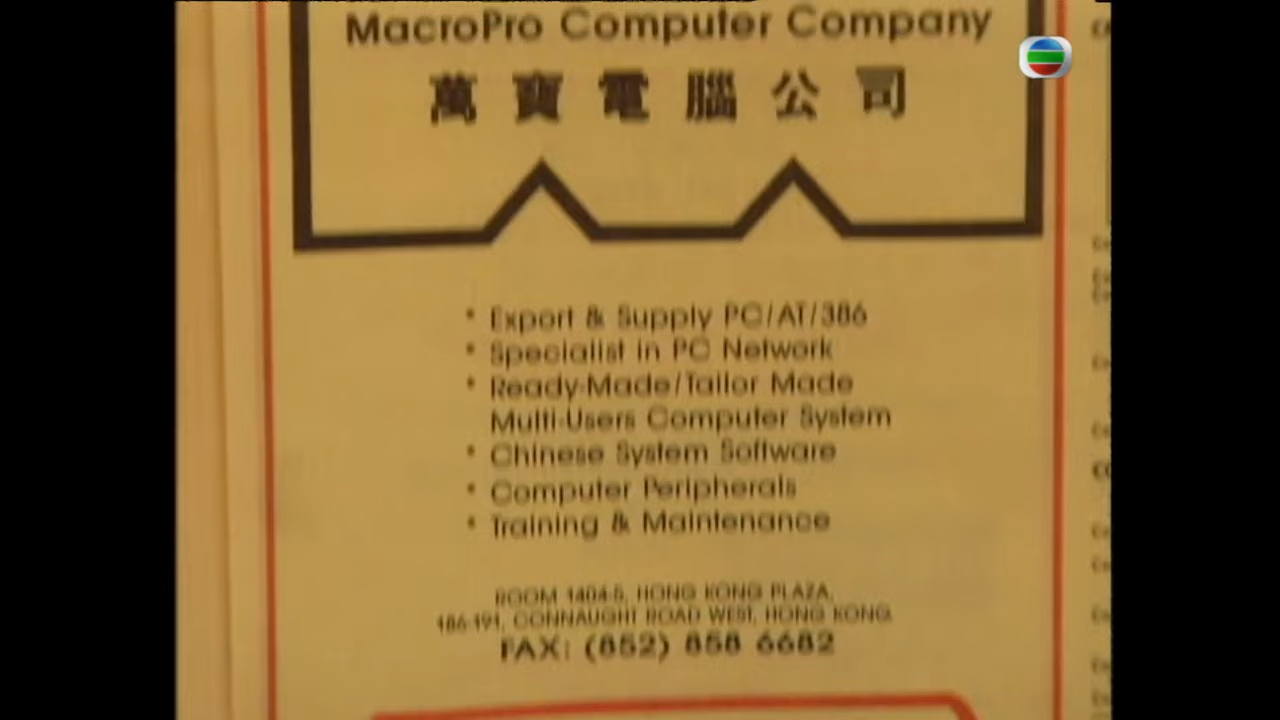 MacroPro Computer Company
萬寶電腦公司
* Export & Supply PC/AT/386
* Specialist in PC Network
* Ready-Made/Tailor Made
Multi-Users Computer System
* Chinese System Software
* Computer Peripherals
* Training & Maintenance
ROOM 1404-5, HONG KONG PLAZA,
186-191, CONNAUGHT ROAD WEST, HONG KONG.
FAX: (852) 858 6682